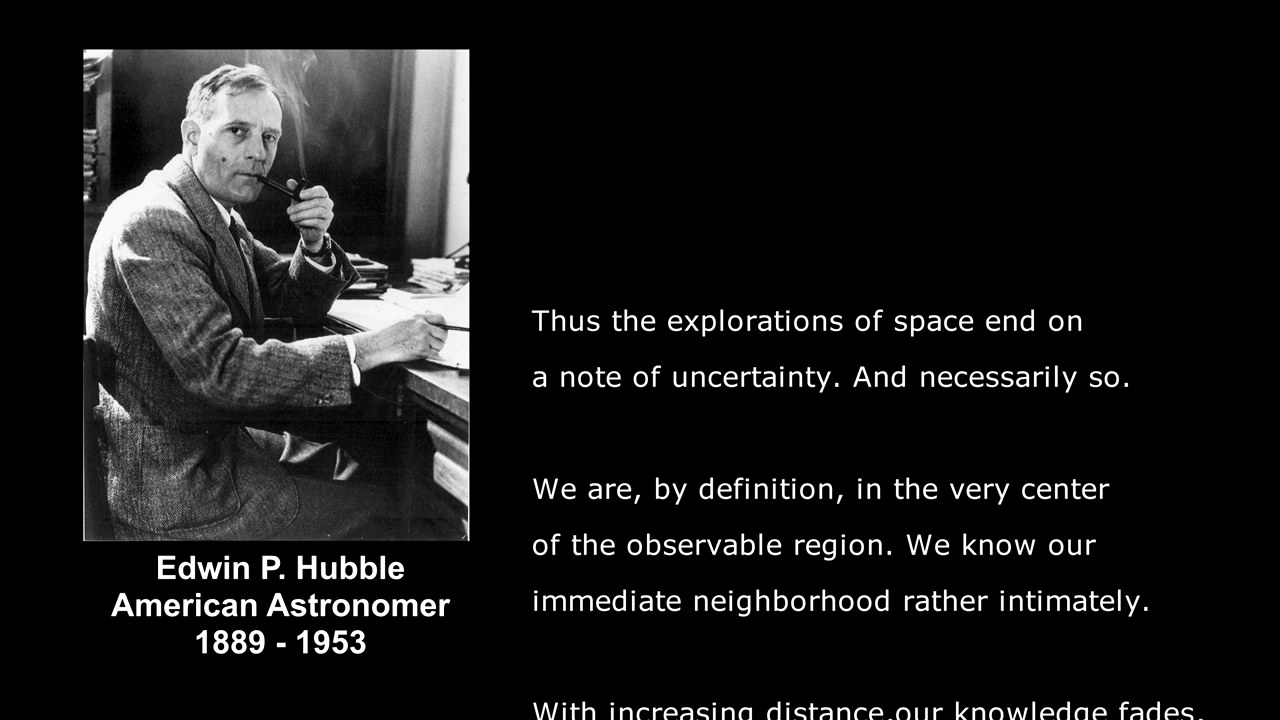 Edwin P. Hubble
American Astronomer
1889 - 1953
Thus the explorations of space end on
a note of uncertainty. And necessarily so.
We are, by definition, in the very center
of the observable region. We know our
immediate neighborhood rather intimately.
With increasing distance,our knowledge fades.